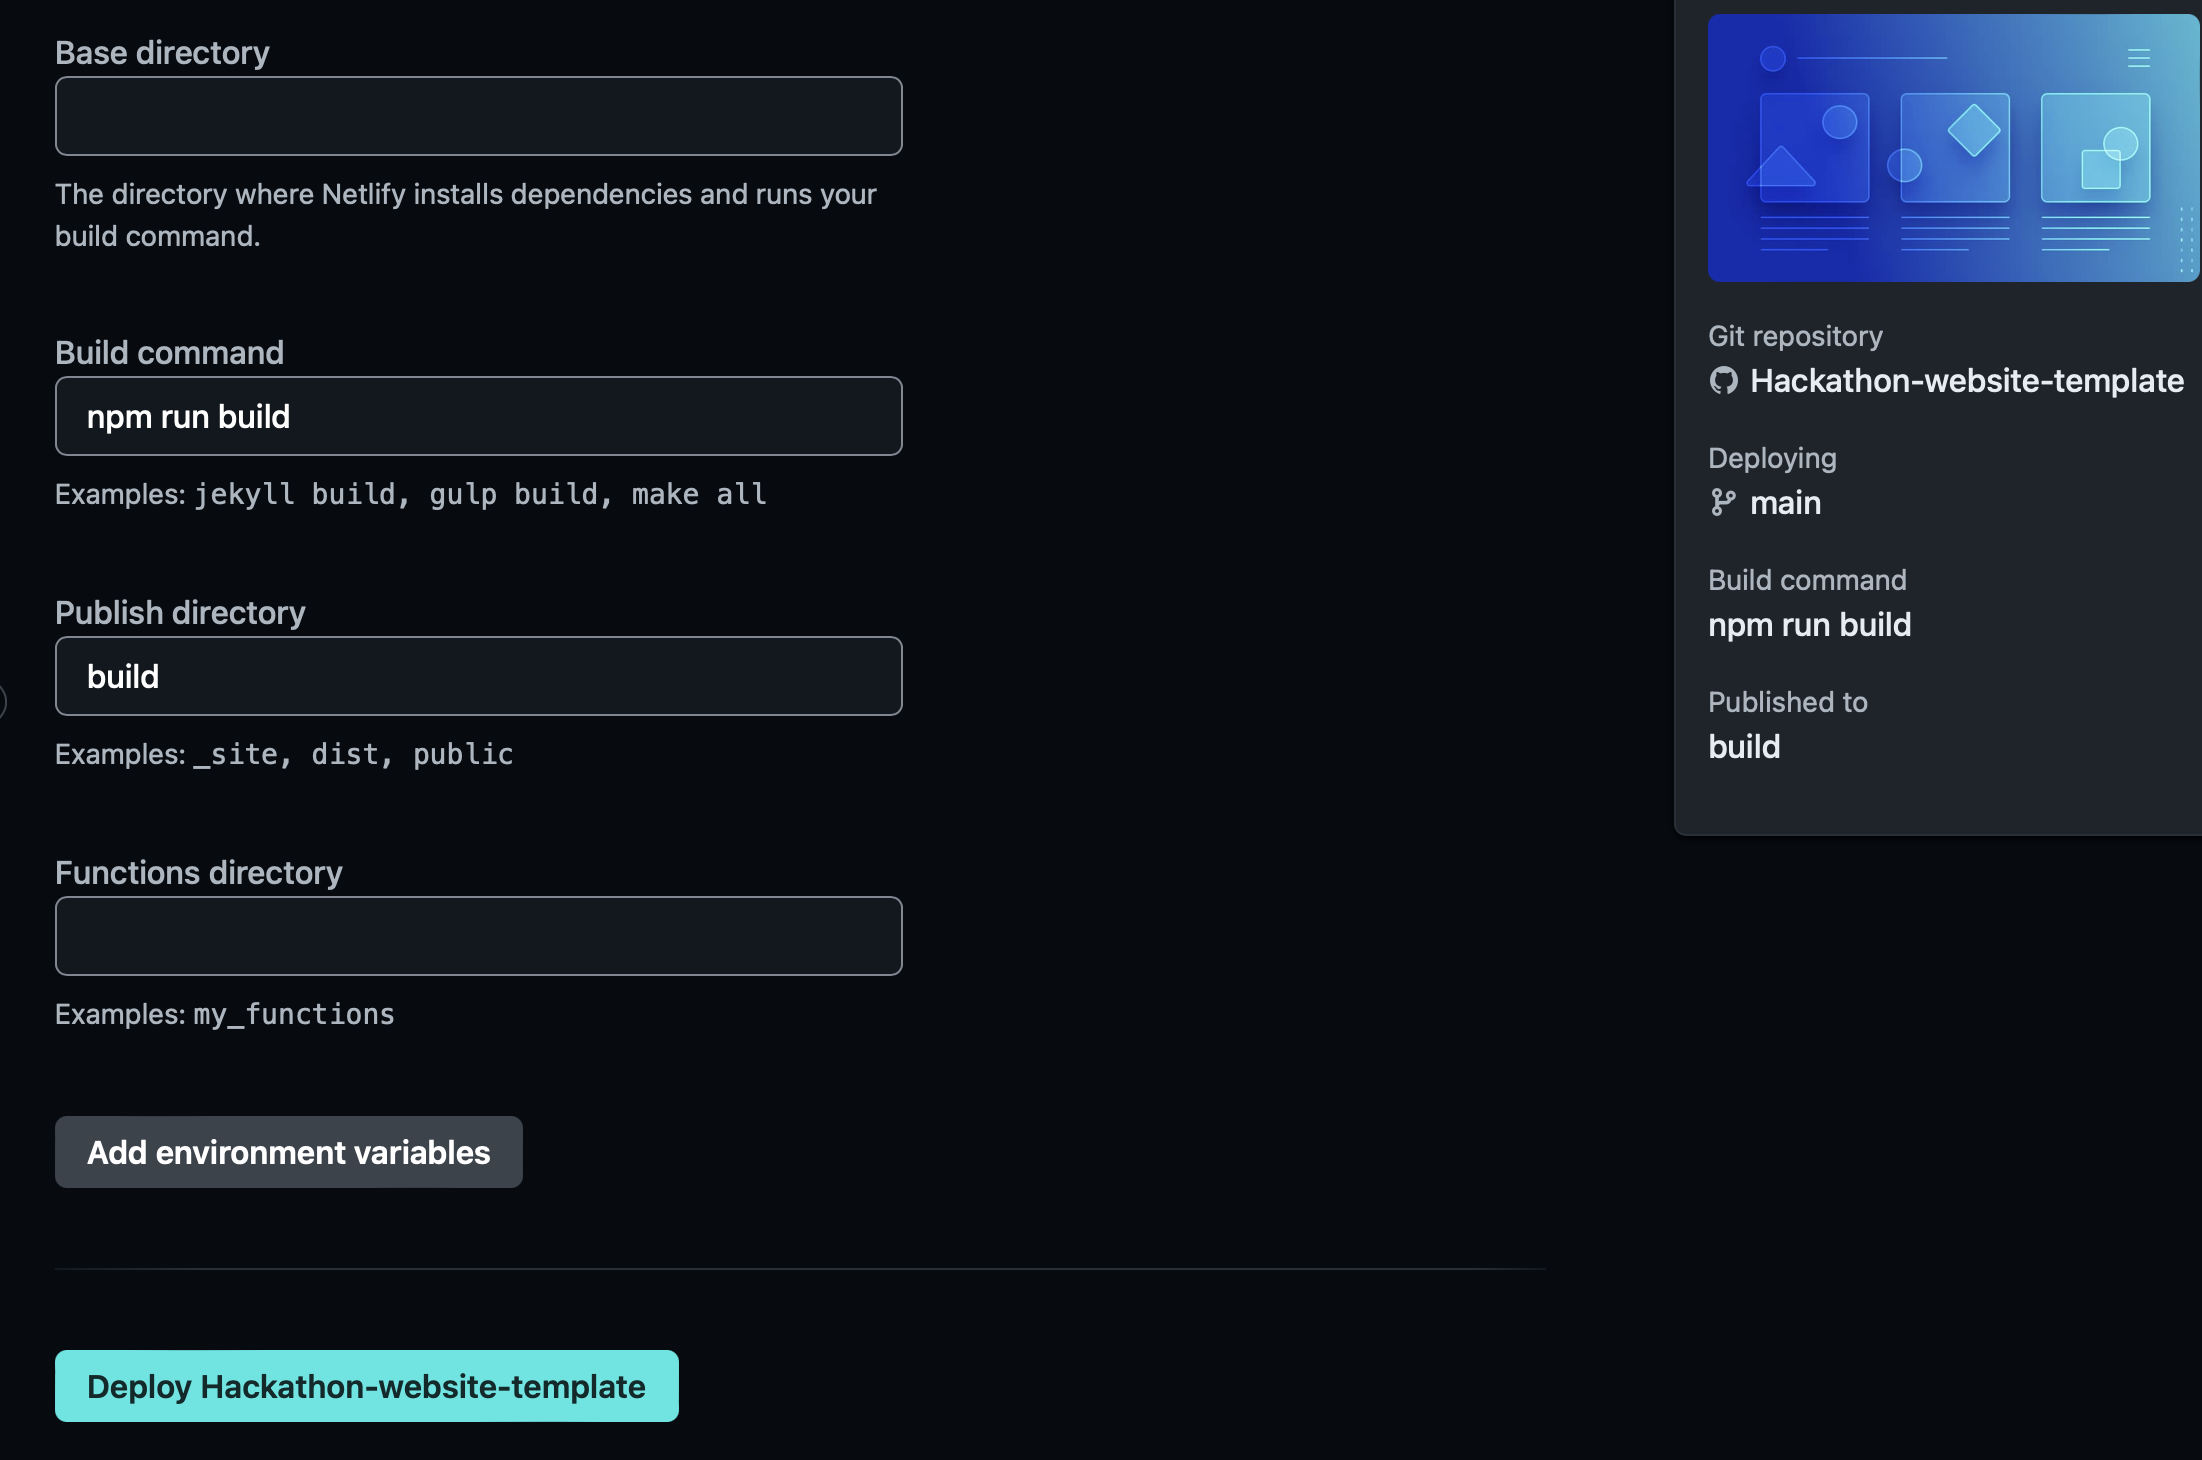 Base directory
The directory where Netlify installs dependencies and runs your
build command.
Build command
npm run build
Examples: jekyll build, gulp build, make all
Publish directory
build
Examples: _site, dist, public
Functions directory
Examples: my_functions
Add environment variables
Deploy Hackathon-website-template
Git repository
Hackathon-website-template
Deploying
main
Build command
npm run build
Published to
build